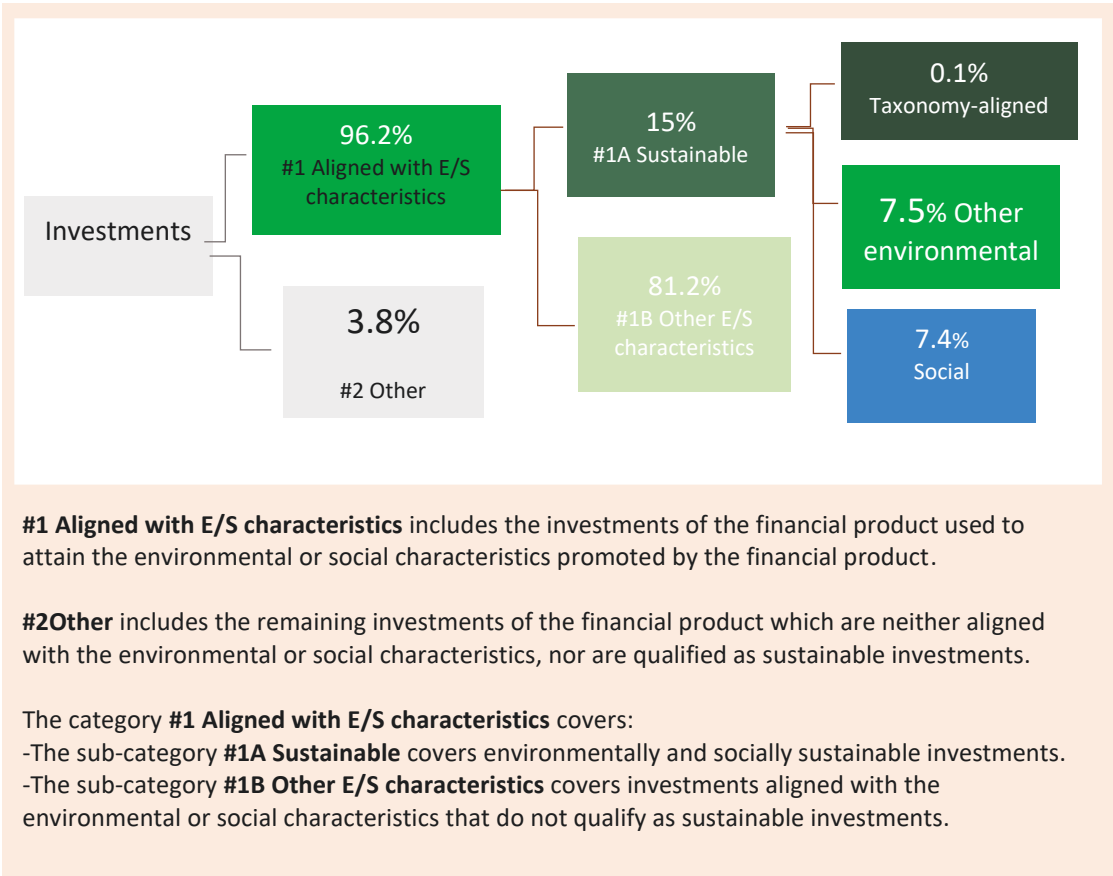 Investments
96.2%
#1 Aligned with E/S
characteristics
3.8%
#2 Other
15%
#1A Sustainable
81.2%
#1B Other E/S
characteristics
0.1%
Taxonomy-aligned
7.5% Other
environmental
7.4%
Social
#1 Aligned with E/S characteristics includes the investments of the financial product used to
attain the environmental or social characteristics promoted by the financial product.
#2Other includes the remaining investments of the financial product which are neither aligned
with the environmental or social characteristics, nor are qualified as sustainable investments.
The category #1 Aligned with E/S characteristics covers:
-The sub-category #1A Sustainable covers environmentally and socially sustainable investments.
-The sub-category #1B Other E/S characteristics covers investments aligned with the
environmental or social characteristics that do not qualify as sustainable investments.